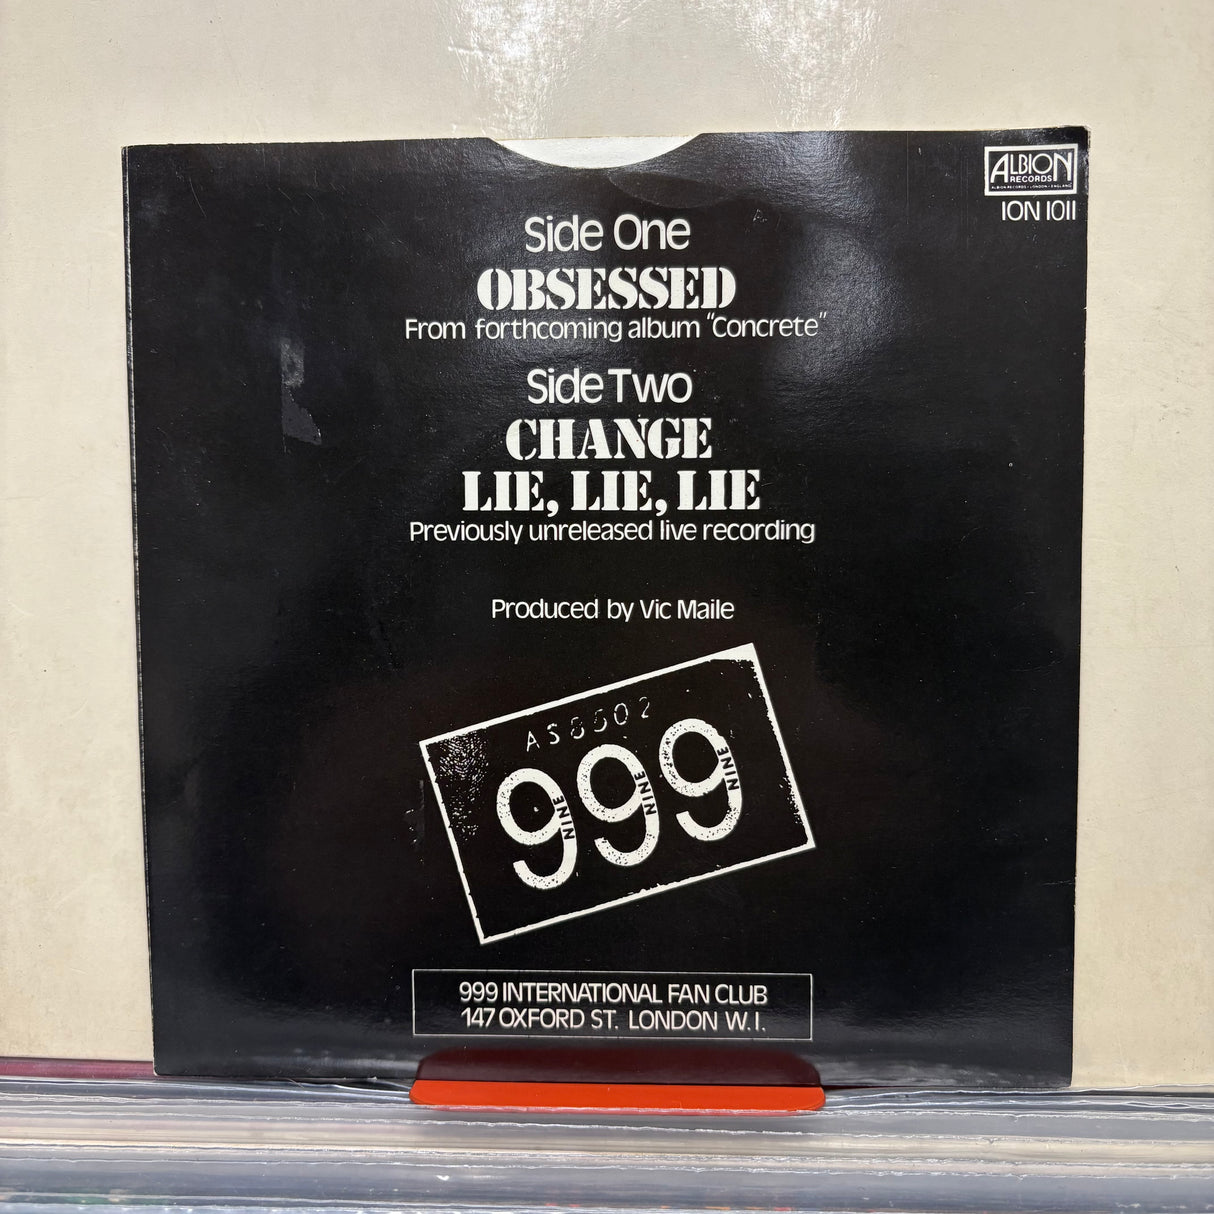 ALBION
RECORDS
ALBION RECORDS • LONDON • ENGLAND
ION 1011
Side One
OBSESSED
From forthcoming album "Concrete"
Side Two
CHANGE
LIE, LIE, LIE
Previously unreleased live recording
Produced by Vic Maile
AS8602
999
NINE NINE NINE
999 INTERNATIONAL FAN CLUB
147 OXFORD ST. LONDON W.I.